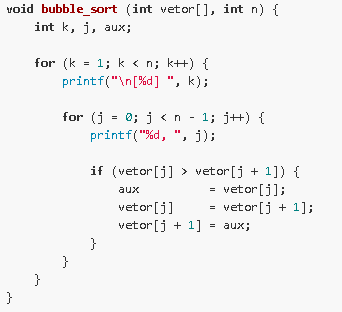 void bubble_sort (int vetor[], int n) {
    int k, j, aux;

    for (k = 1; k < n; k++) {
        printf("\n[%d] ", k);

        for (j = 0; j < n - 1; j++) {
            printf("%d, ", j);

            if (vetor[j] > vetor[j + 1]) {
                aux          = vetor[j];
                vetor[j]     = vetor[j + 1];
                vetor[j + 1] = aux;
            }
        }
    }
}